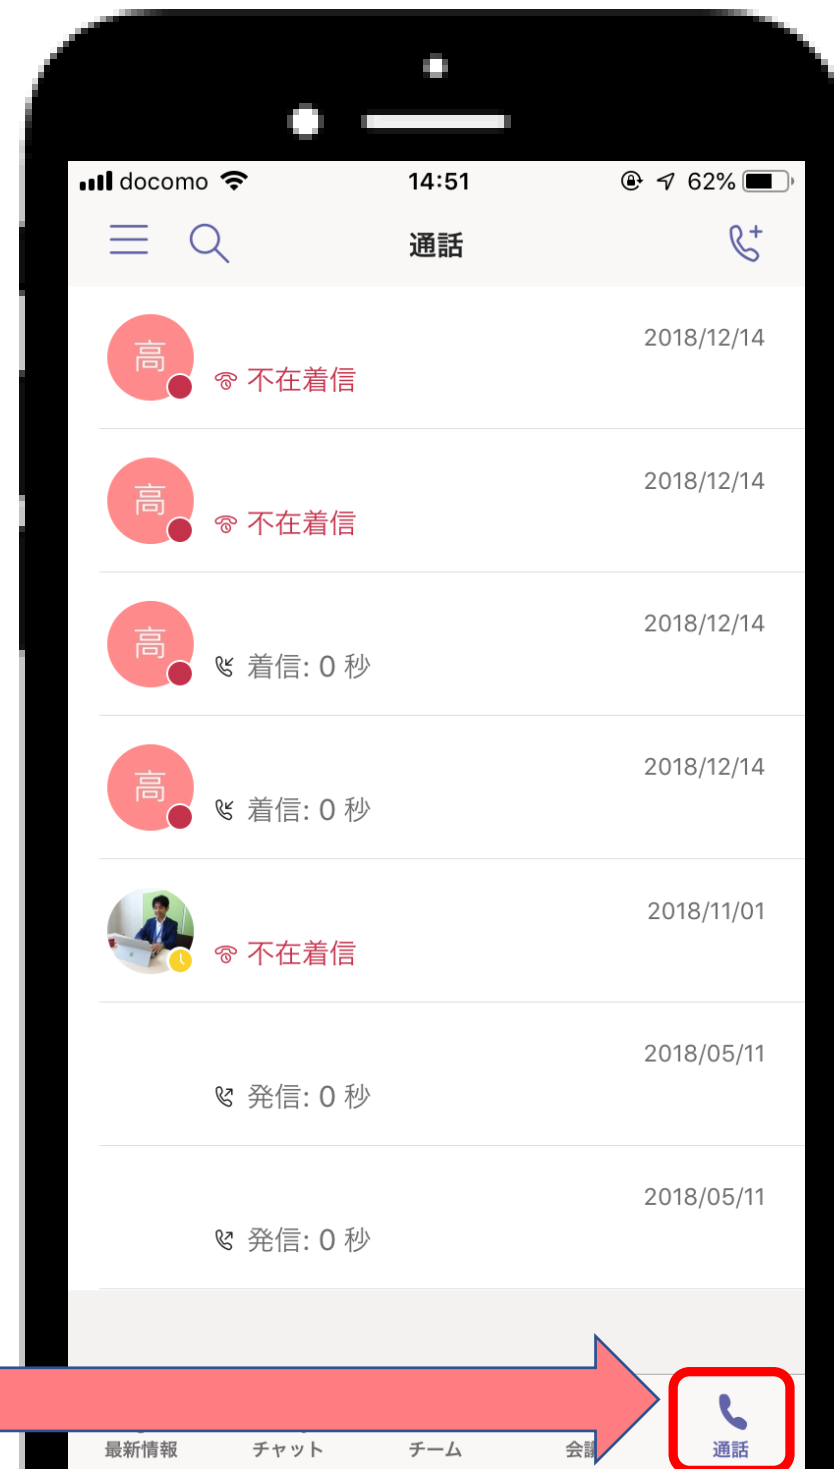 docomo 14:51 62%
通話
高 2018/12/14
不在着信
高 2018/12/14
不在着信
高 2018/12/14
着信: 0 秒
高 2018/12/14
着信: 0 秒
2018/11/01
不在着信
2018/05/11
発信: 0 秒
2018/05/11
発信: 0 秒
最新情報 チャット チーム 会 通話